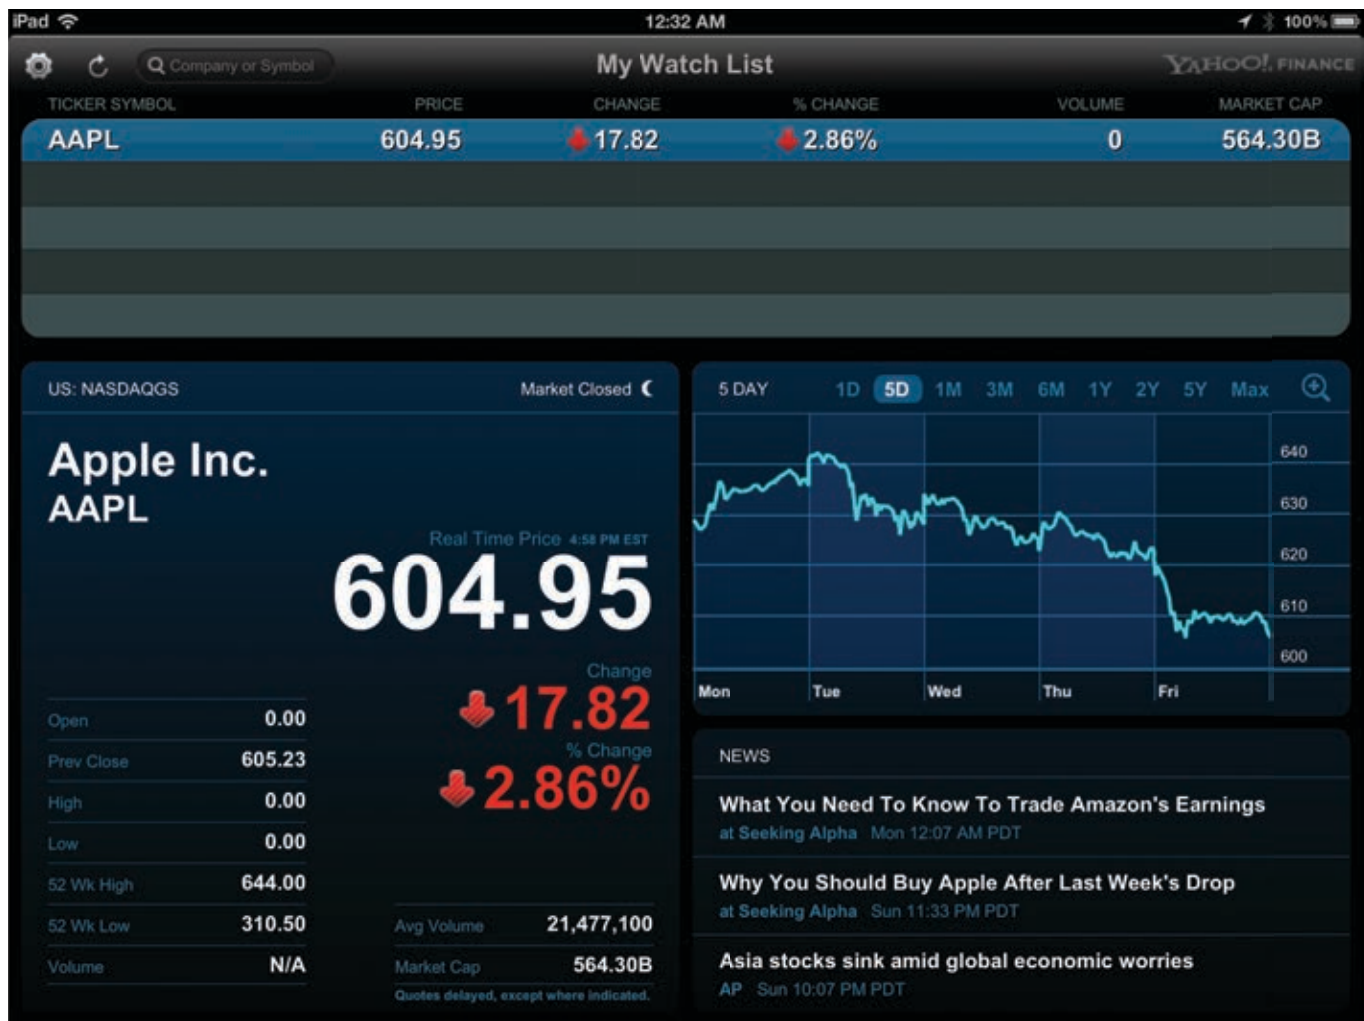 iPad 12:32 AM 100%
Company or Symbol My Watch List YAHOO! FINANCE
TICKER SYMBOL PRICE CHANGE % CHANGE VOLUME MARKET CAP
AAPL 604.95 17.82 2.86% 0 564.30B
US: NASDAQGS Market Closed
Apple Inc.
AAPL
Real Time Price 4:58 PM EST
604.95
Change
17.82
% Change
2.86%
Open 0.00
Prev Close 605.23
High 0.00
Low 0.00
52 Wk High 644.00
52 Wk Low 310.50
Volume N/A
Avg Volume 21,477,100
Market Cap 564.30B
Quotes delayed, except where indicated.
5 DAY 1D 5D 1M 3M 6M 1Y 2Y 5Y Max
640
630
620
610
600
Mon Tue Wed Thu Fri
NEWS
What You Need To Know To Trade Amazon's Earnings
at Seeking Alpha Mon 12:07 AM PDT
Why You Should Buy Apple After Last Week's Drop
at Seeking Alpha Sun 11:33 PM PDT
Asia stocks sink amid global economic worries
AP Sun 10:07 PM PDT